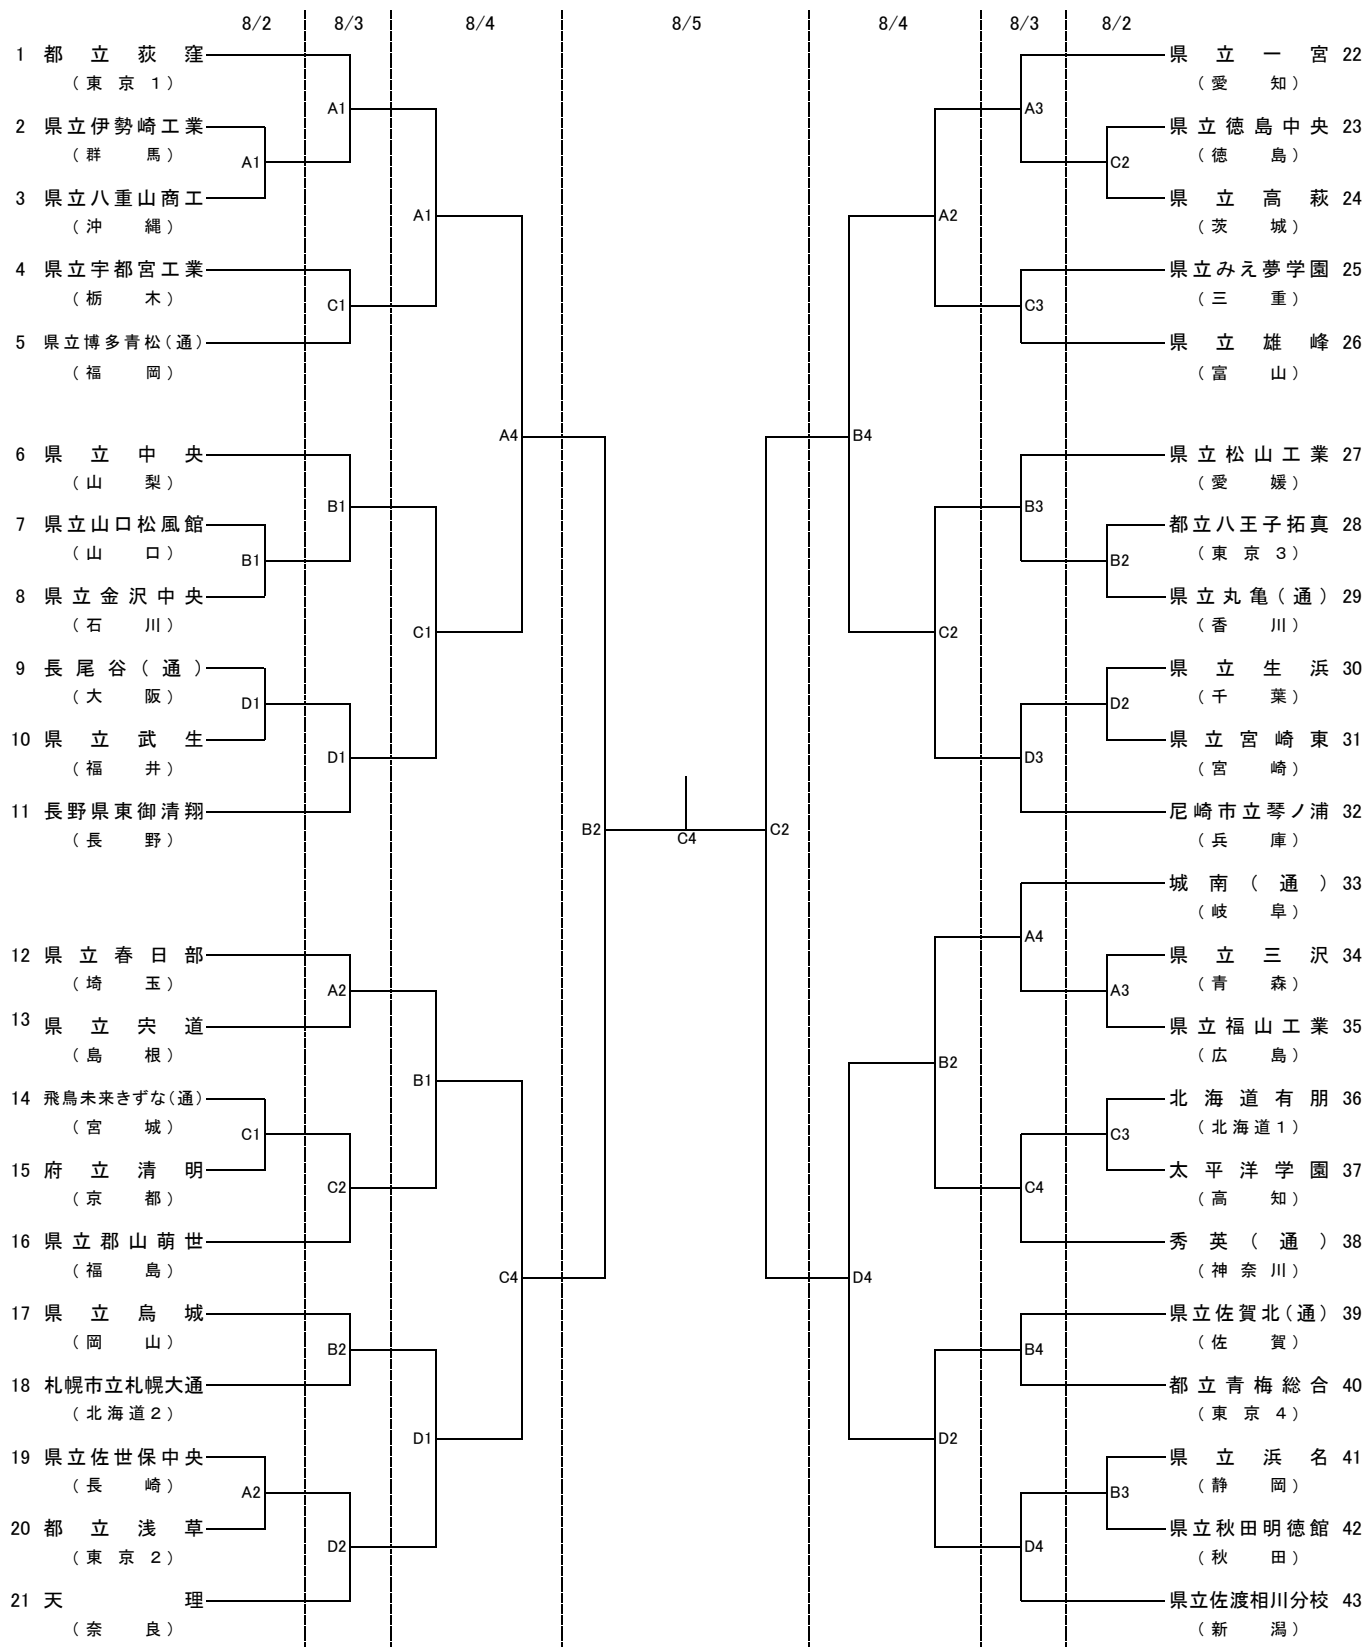 8/2 8/3 8/4 8/5 8/4 8/3 8/2
1 都立荻窪
(東京1)
A1
2 県立伊勢崎工業
(群馬)
A1
3 県立八重山商工
(沖縄)
A1
4 県立宇都宮工業
(栃木)
C1
5 県立博多青松(通)
(福岡)
A4
6 県立中央
(山梨)
B1
7 県立山口松風館
(山口)
B1
8 県立金沢中央
(石川)
C1
9 長尾谷(通)
(大阪)
D1
10 県立武生
(福井)
D1
11 長野県東御清翔
(長野)
B2
12 県立春日部
(埼玉)
A2
13 県立宍道
(島根)
B1
14 飛鳥未来きずな(通)
(宮城)
C1
15 府立清明
(京都)
C2
16 県立郡山萌世
(福島)
C4
17 県立烏城
(岡山)
B2
18 札幌市立札幌大通
(北海道2)
D1
19 県立佐世保中央
(長崎)
A2
20 都立浅草
(東京2)
D2
21 天理
(奈良)
C4
県立一宮 22
(愛知)
A3
県立徳島中央 23
(徳島)
C2
県立高萩 24
(茨城)
A2
県立みえ夢学園 25
(三重)
C3
県立雄峰 26
(富山)
B4
県立松山工業 27
(愛媛)
B3
都立八王子拓真 28
(東京3)
B2
県立丸亀(通) 29
(香川)
C2
県立生浜 30
(千葉)
D2
県立宮崎東 31
(宮崎)
D3
尼崎市立琴ノ浦 32
(兵庫)
C2
城南(通) 33
(岐阜)
A4
県立三沢 34
(青森)
A3
県立福山工業 35
(広島)
B2
北海道有朋 36
(北海道1)
C3
太平洋学園 37
(高知)
C4
秀英(通) 38
(神奈川)
D4
県立佐賀北(通) 39
(佐賀)
B4
都立青梅総合 40
(東京4)
D2
県立浜名 41
(静岡)
B3
県立秋田明徳館 42
(秋田)
D4
県立佐渡相川分校 43
(新潟)